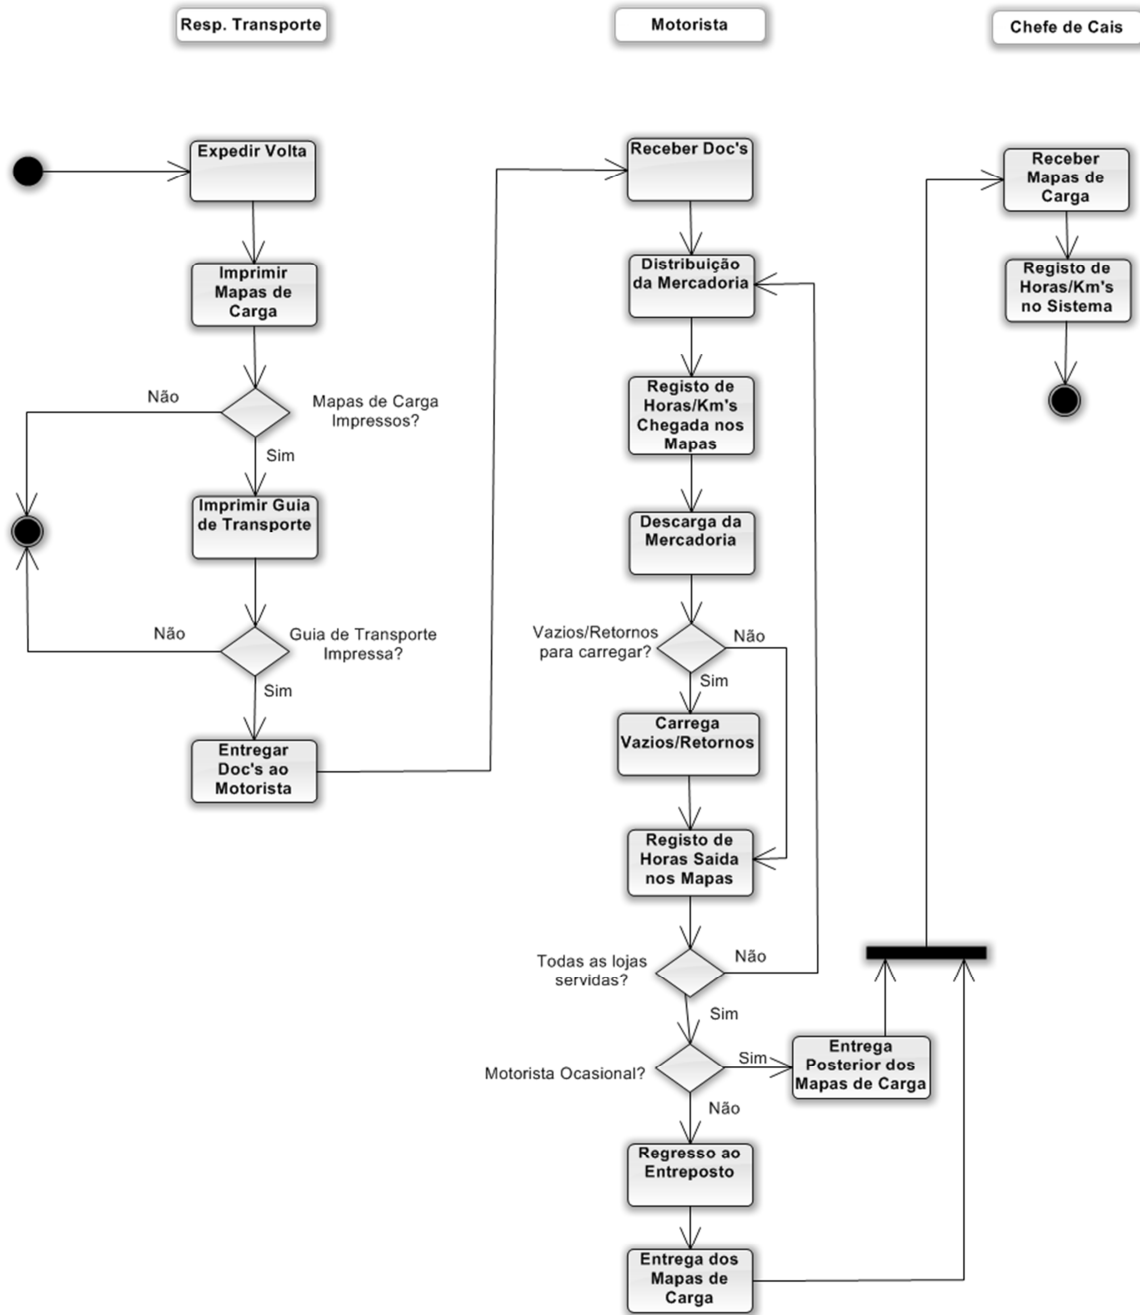 Resp. Transporte
Motorista
Chefe de Cais
Expedir Volta
Imprimir
Mapas de
Carga
Não
Mapas de Carga
Impressos?
Sim
Imprimir Guia
de Transporte
Não
Guia de Transporte
Impressa?
Sim
Entregar
Doc's ao
Motorista
Receber Doc's
Distribuição
da Mercadoria
Registo de
Horas/Km's
Chegada nos
Mapas
Descarga da
Mercadoria
Vazios/Retornos
para carregar?
Não
Sim
Carrega
Vazios/Retornos
Registo de
Horas Saida
nos Mapas
Todas as lojas
servidas?
Não
Sim
Motorista Ocasional?
Sim
Entrega
Posterior dos
Mapas de Carga
Não
Regresso ao
Entreposto
Entrega dos
Mapas de
Carga
Receber
Mapas de
Carga
Registo de
Horas/Km's
no Sistema